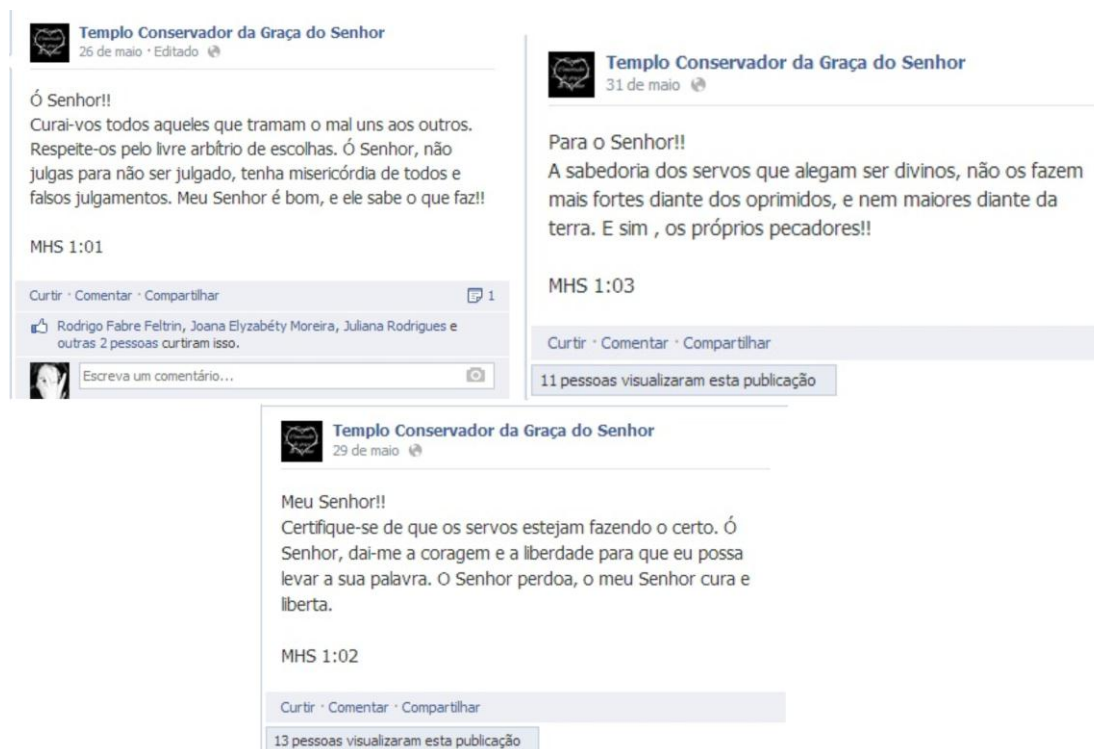 Templo Conservador da Graça do Senhor
26 de maio · Editado
Ó Senhor!!
Curai-vos todos aqueles que tramam o mal uns aos outros.
Respeite-os pelo livre arbítrio de escolhas. Ó Senhor, não
julgas para não ser julgado, tenha misericórdia de todos e
falsos julgamentos. Meu Senhor é bom, e ele sabe o que faz!!
MHS 1:01
Curtir · Comentar · Compartilhar
1
Rodrigo Fabre Feltrin, Joana Elyzabéty Moreira, Juliana Rodrigues e
outras 2 pessoas curtiram isso.
Escreva um comentário...
Templo Conservador da Graça do Senhor
31 de maio
Para o Senhor!!
A sabedoria dos servos que alegam ser divinos, não os fazem
mais fortes diante dos oprimidos, e nem maiores diante da
terra. E sim , os próprios pecadores!!
MHS 1:03
Curtir · Comentar · Compartilhar
11 pessoas visualizaram esta publicação
Templo Conservador da Graça do Senhor
29 de maio
Meu Senhor!!
Certifique-se de que os servos estejam fazendo o certo. Ó
Senhor, dai-me a coragem e a liberdade para que eu possa
levar a sua palavra. O Senhor perdoa, o meu Senhor cura e
liberta.
MHS 1:02
Curtir · Comentar · Compartilhar
13 pessoas visualizaram esta publicação